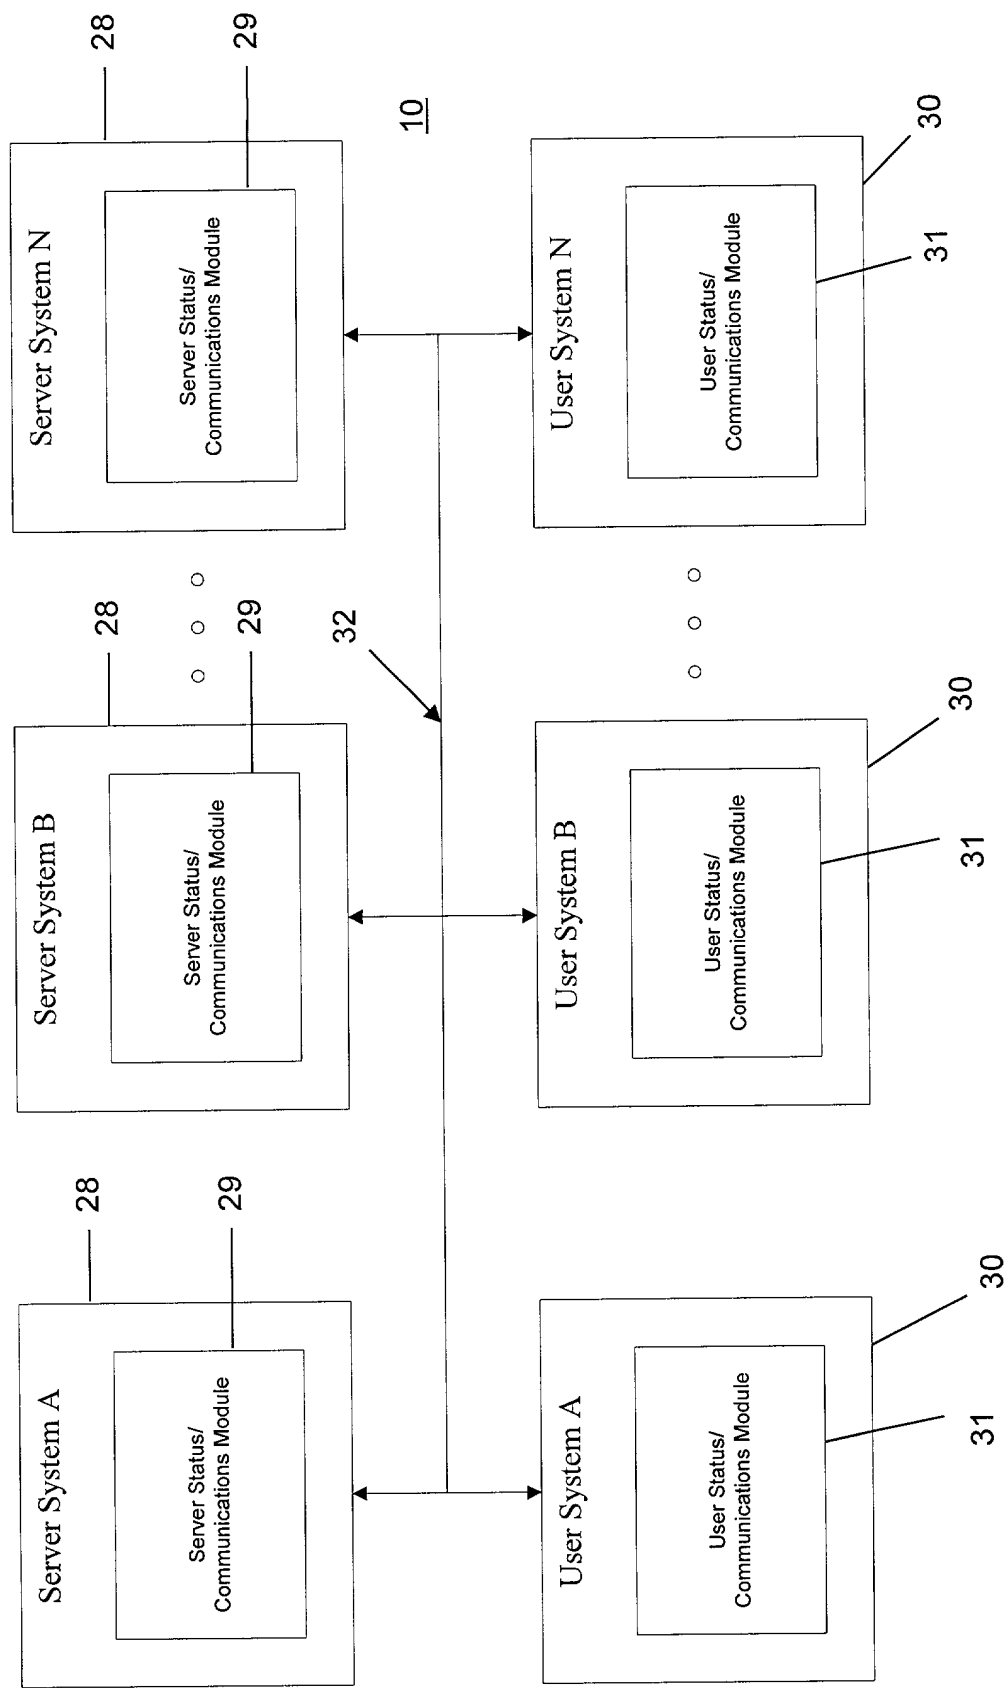 28
29
28
29
28
29
Server System A
Server Status/
Communications Module
Server System B
Server Status/
Communications Module
Server System N
Server Status/
Communications Module
32
10
User System A
User Status/
Communications Module
User System B
User Status/
Communications Module
User System N
User Status/
Communications Module
31
30
31
30
31
30